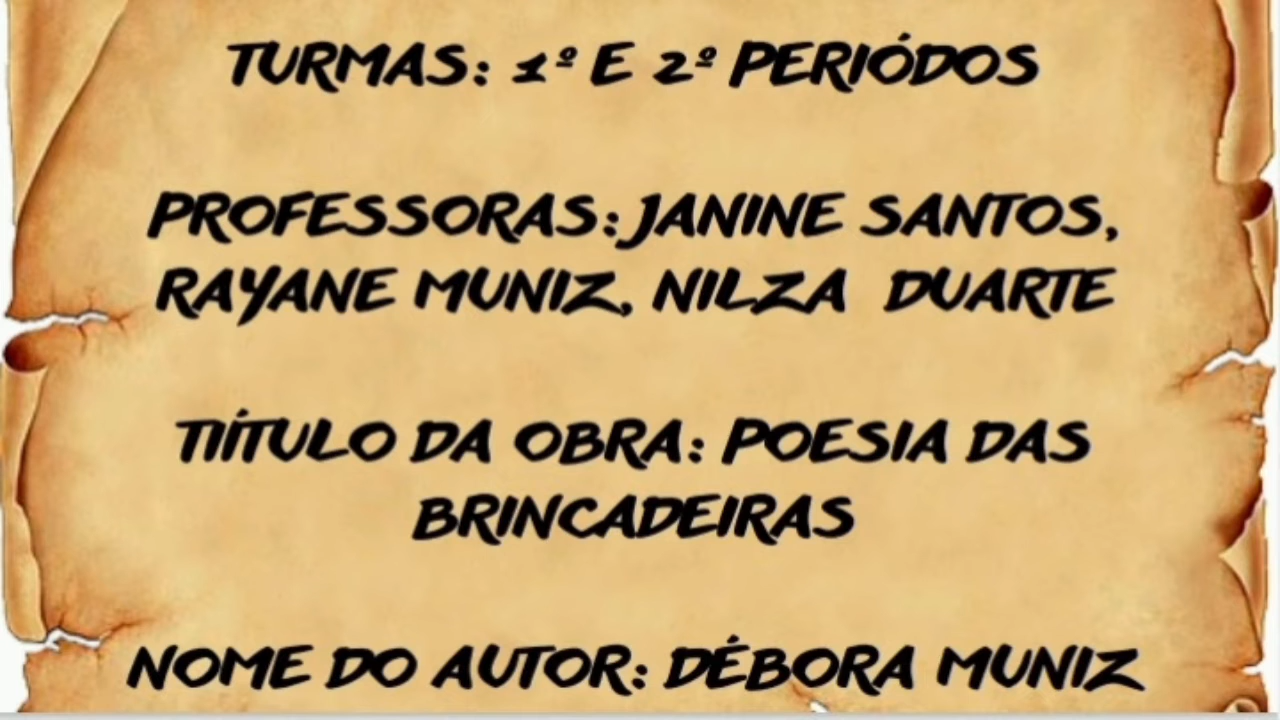 TURMAS: 1º E 2º PERIÓDOS
PROFESSORAS: JANINE SANTOS,
RAYANE MUNIZ, NILZA DUARTE
TIÍTULO DA OBRA: POESIA DAS
BRINCADEIRAS
NOME DO AUTOR: DÉBORA MUNIZ